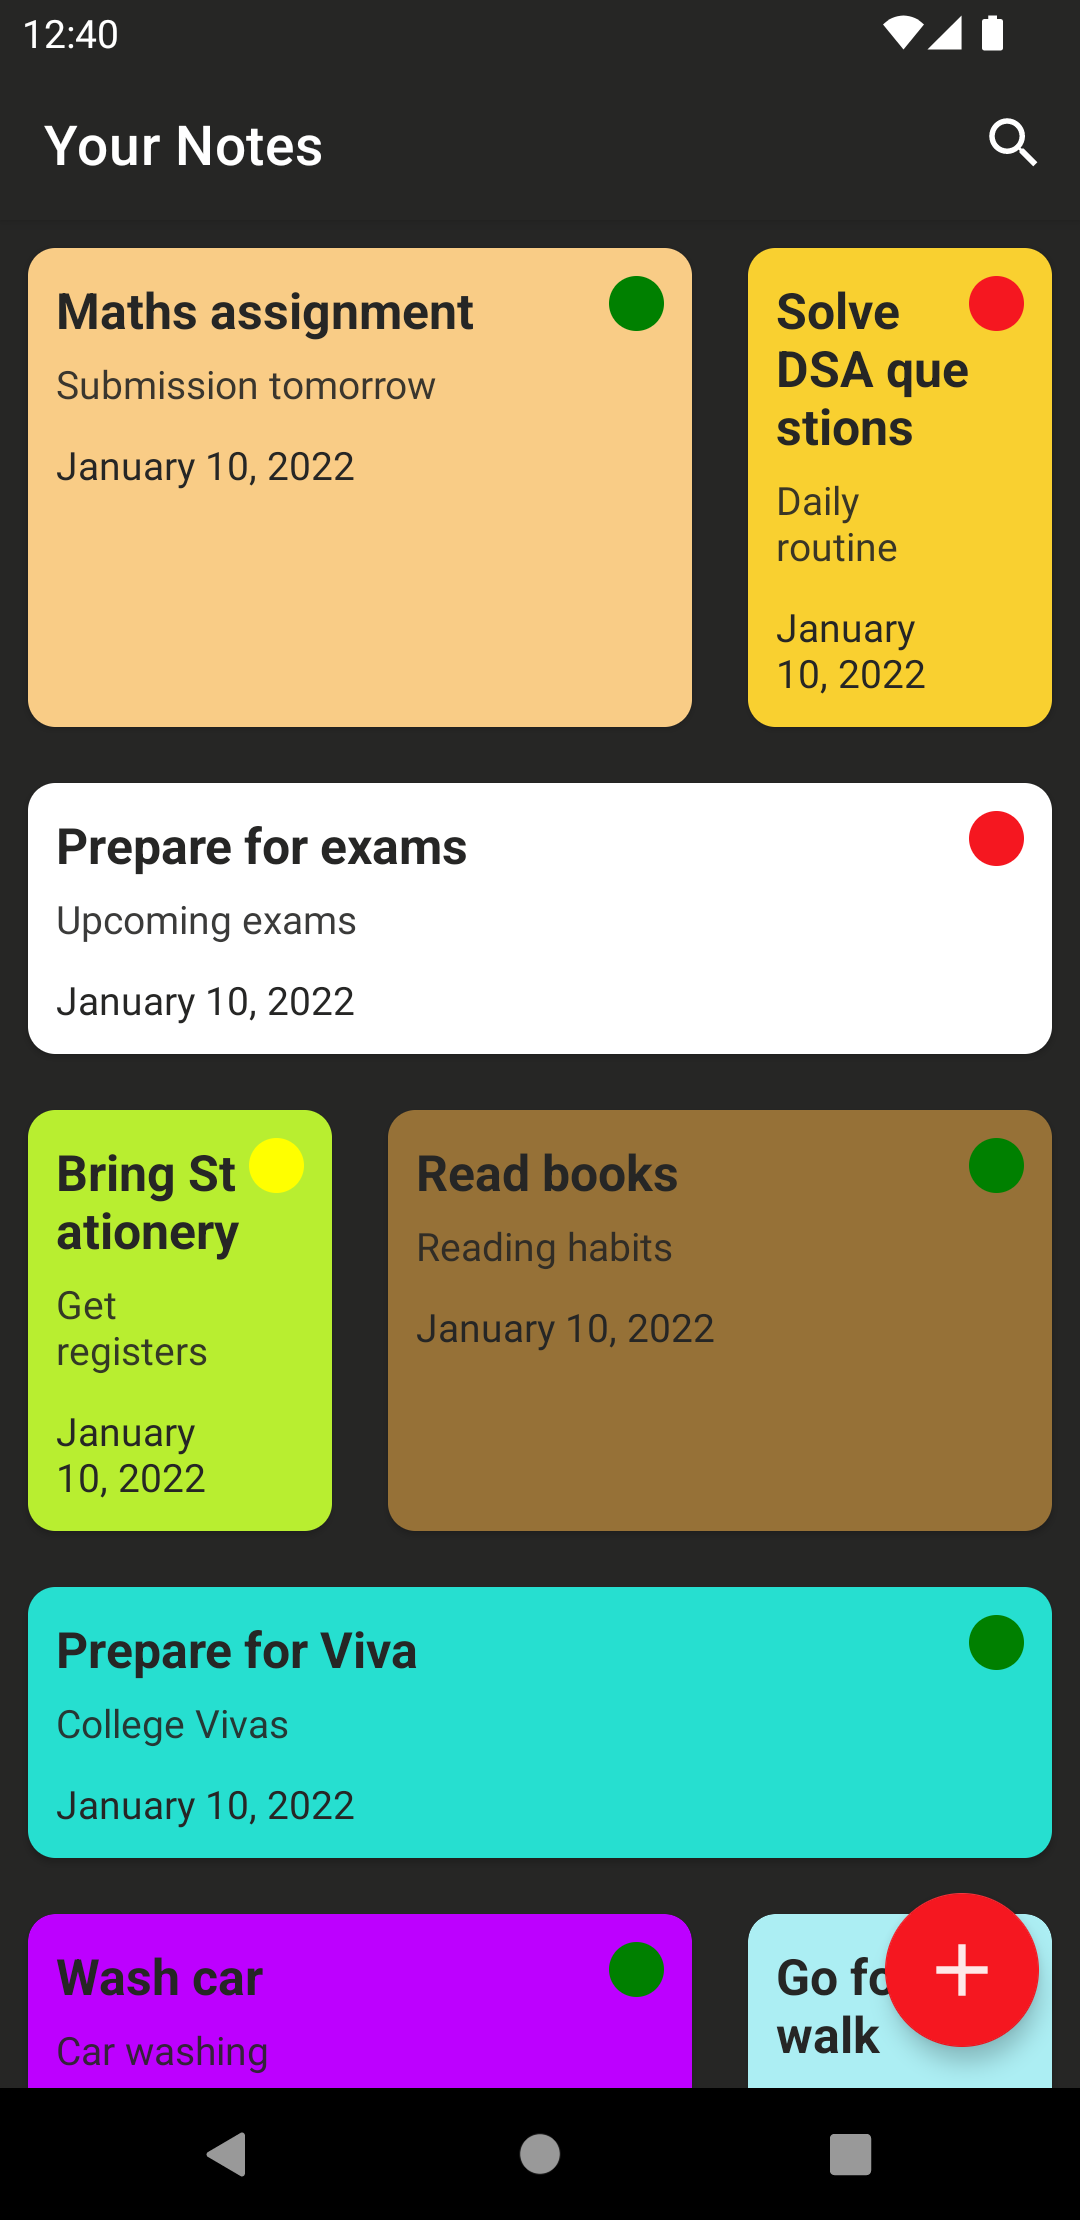 12:40
Your Notes
Maths assignment
Submission tomorrow
January 10, 2022
Solve
DSA que
stions
Daily
routine
January
10, 2022
Prepare for exams
Upcoming exams
January 10, 2022
Bring St
ationery
Get
registers
January
10, 2022
Read books
Reading habits
January 10, 2022
Prepare for Viva
College Vivas
January 10, 2022
Wash car
Car washing
Go
walk